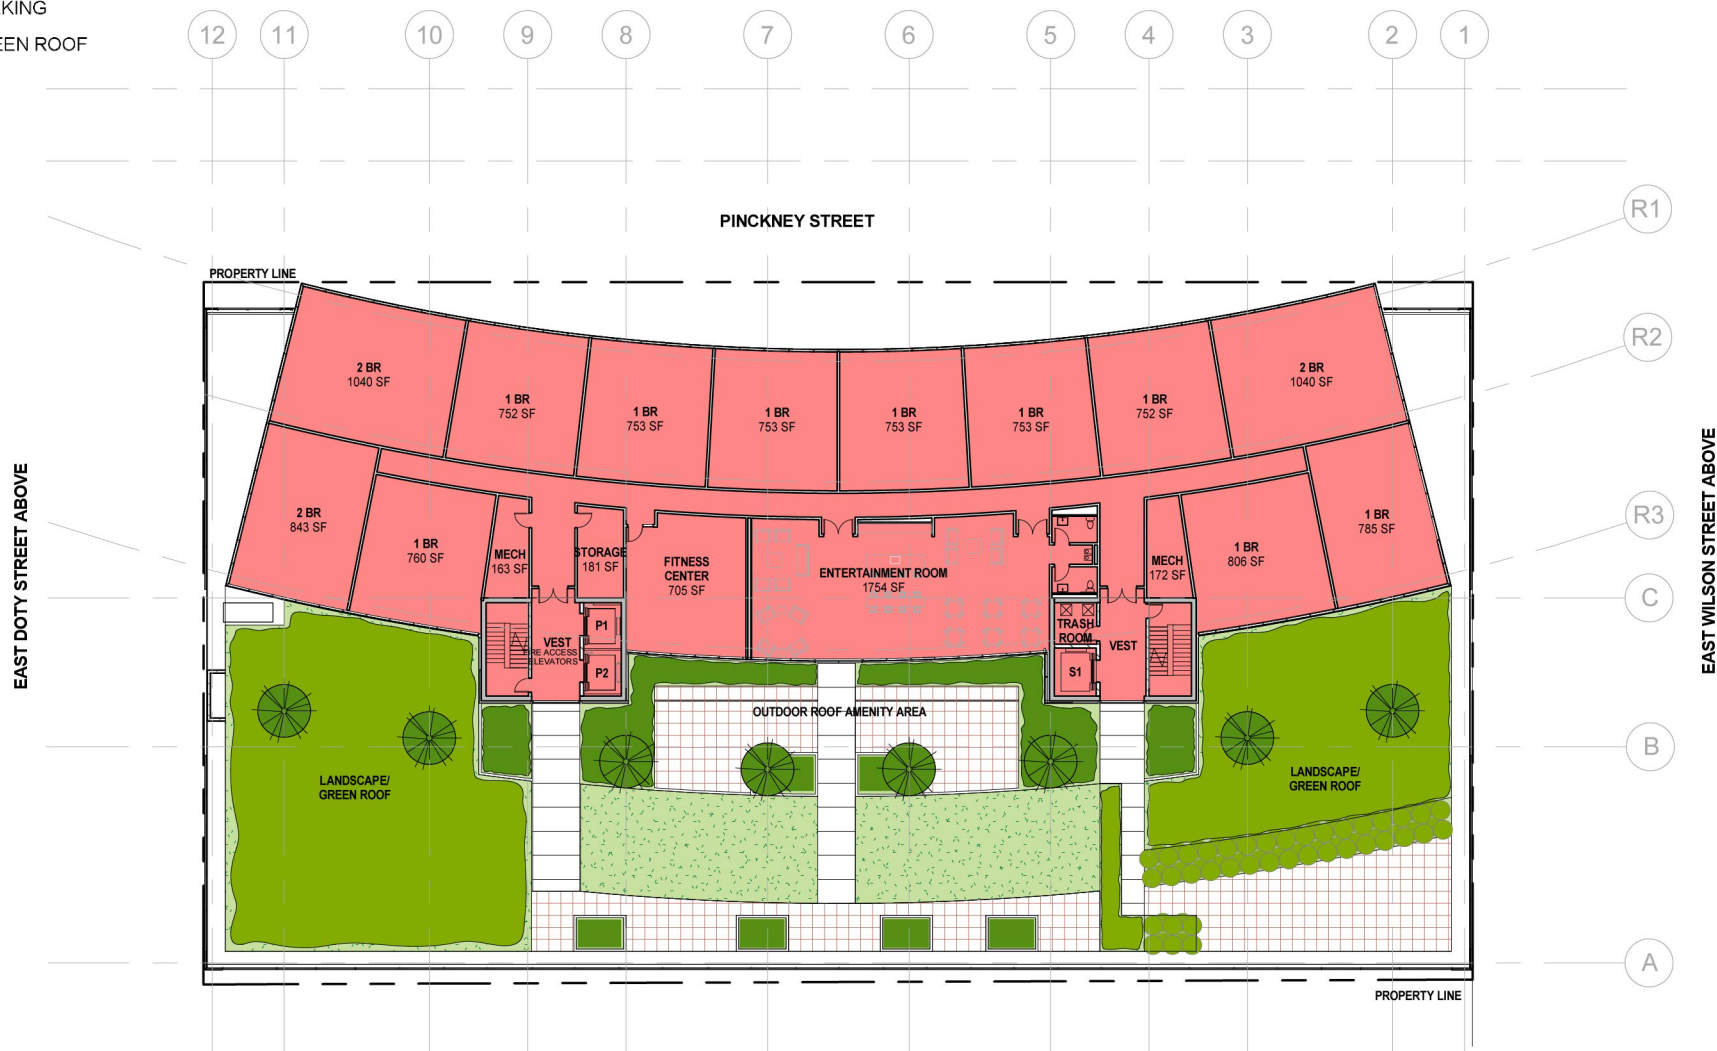 KING
EEN ROOF
12 11 10 9 8 7 6 5 4 3 2 1
R1
PINCKNEY STREET
PROPERTY LINE
R2
2 BR
1040 SF
1 BR
752 SF
1 BR
753 SF
1 BR
753 SF
1 BR
753 SF
1 BR
753 SF
1 BR
752 SF
2 BR
1040 SF
EAST DOTY STREET ABOVE
EAST WILSON STREET ABOVE
R3
2 BR
843 SF
1 BR
760 SF
MECH
163 SF
STORAGE
181 SF
FITNESS
CENTER
705 SF
ENTERTAINMENT ROOM
1754 SF
MECH
172 SF
1 BR
806 SF
1 BR
785 SF
C
VEST
FIRE ACCESS
ELEVATORS
P1
P2
TRASH
ROOM
S1
VEST
OUTDOOR ROOF AMENITY AREA
B
LANDSCAPE/
GREEN ROOF
LANDSCAPE/
GREEN ROOF
A
PROPERTY LINE